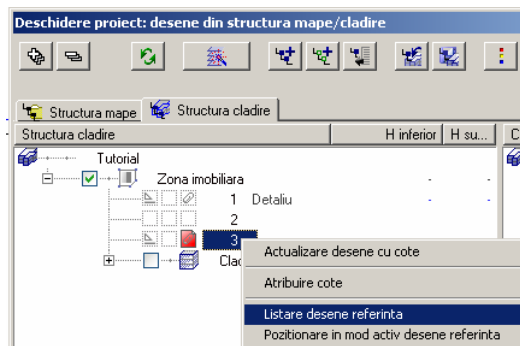 Deschidere proiect: desene din structura mape/cladire
Structura mape
Structura cladire
Structura cladire
H inferior
H su...
Tutorial
Zona imobiliara - -
1 Detaliu - -
2
3
Actualizare desene cu cote
Atribuire cote
Listare desene referinta
Pozitionare in mod activ desene referinta